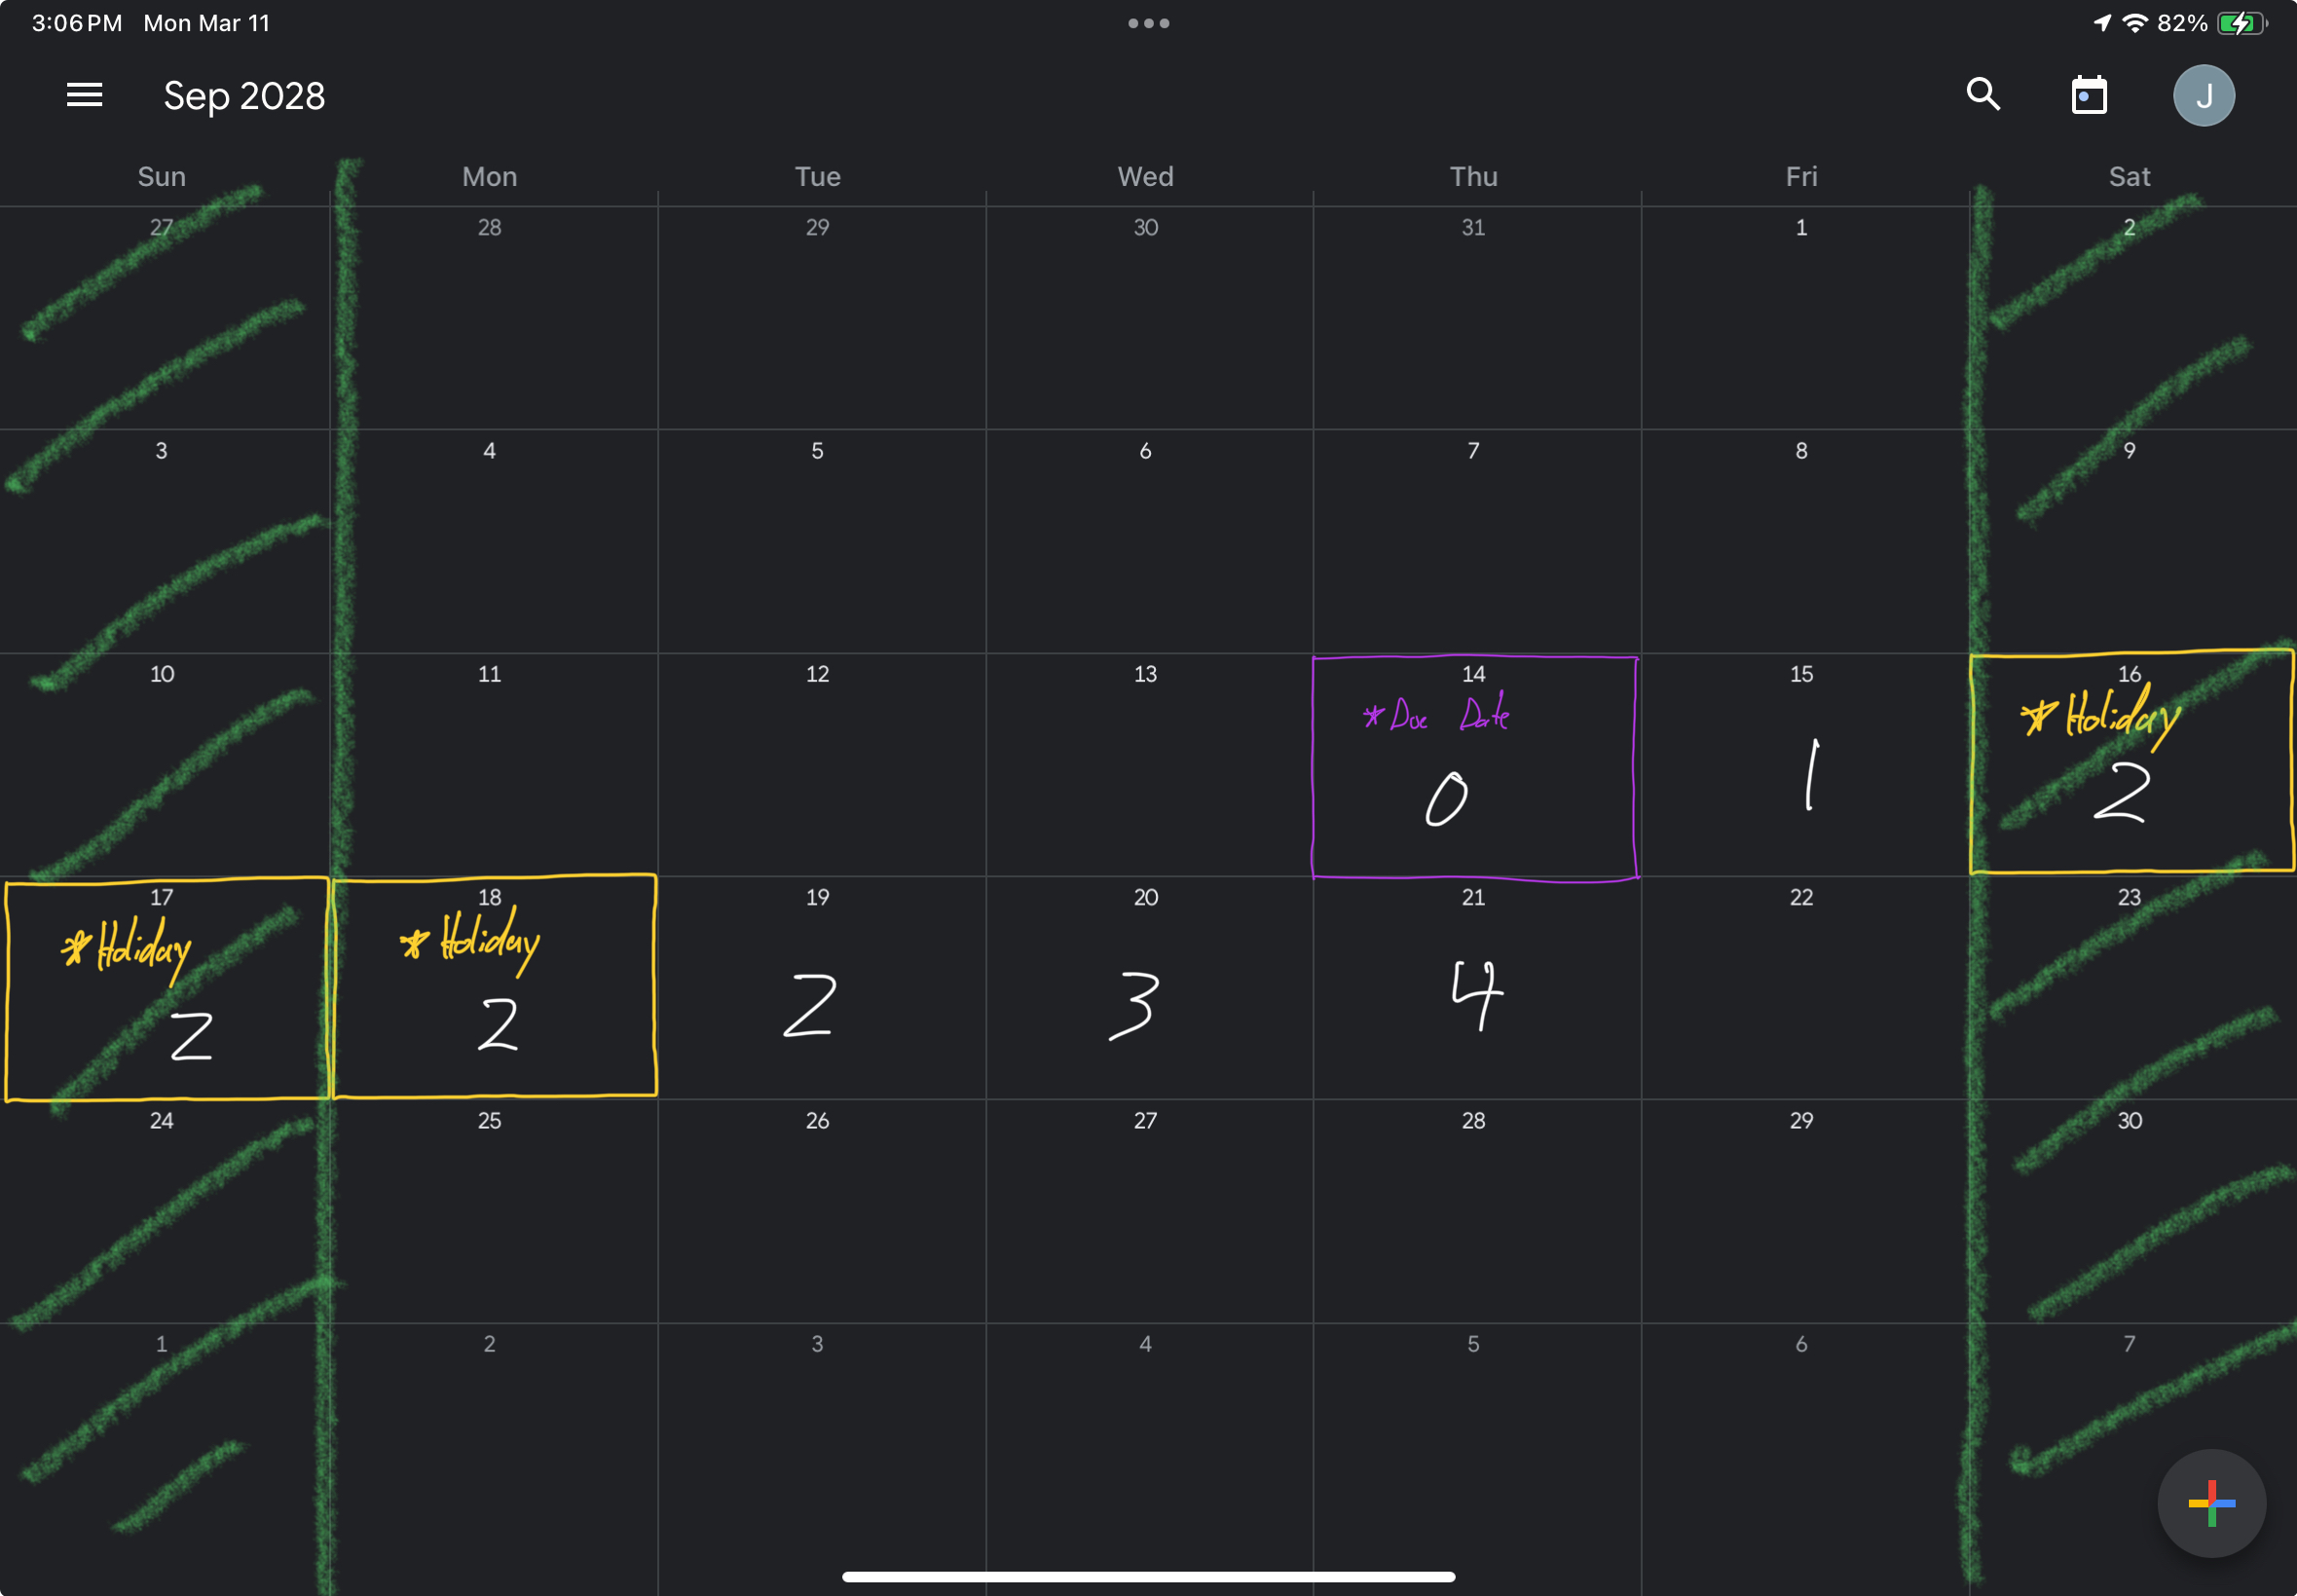 3:06 PM Mon Mar 11
82%
Sep 2028
J
Sun Mon Tue Wed Thu Fri Sat
27 28 29 30 31 1 2
3 4 5 6 7 8 9
10 11 12 13 14 15 16
*Due Date
*Holiday
0 1 2
17 18 19 20 21 22 23
*Holiday *Holiday
2 2 2 3 4
24 25 26 27 28 29 30
1 2 3 4 5 6 7